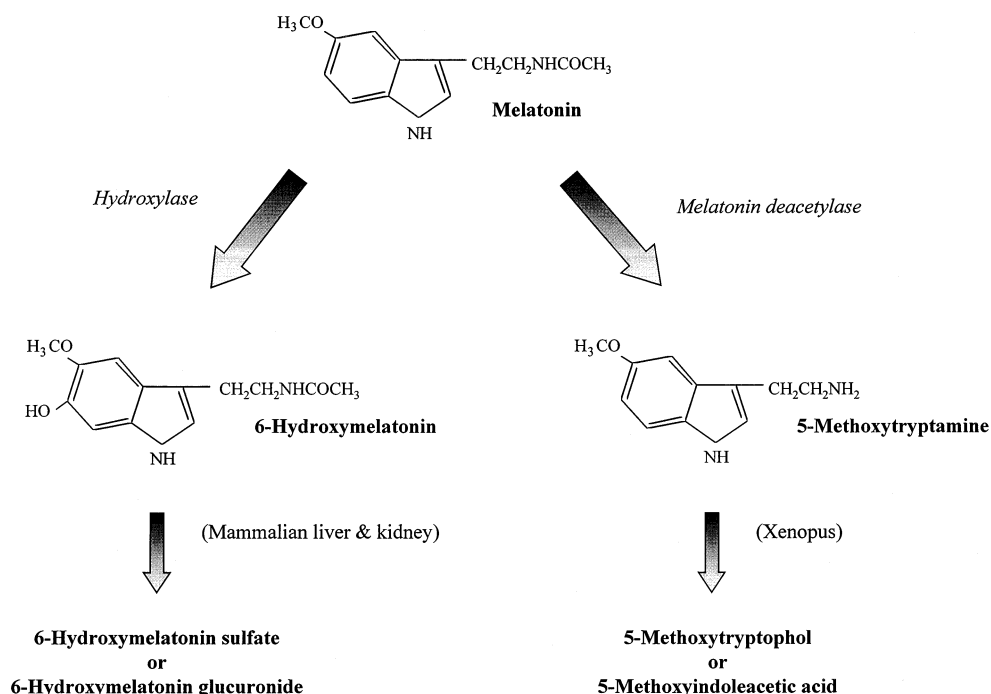 H₃CO
CH₂CH₂NHCOCH₃
Melatonin
NH
Hydroxylase
Melatonin deacetylase
H₃CO
CH₂CH₂NHCOCH₃
HO
6-Hydroxymelatonin
NH
H₃CO
CH₂CH₂NH₂
5-Methoxytryptamine
NH
(Mammalian liver & kidney)
(Xenopus)
6-Hydroxymelatonin sulfate
or
6-Hydroxymelatonin glucuronide
5-Methoxytryptophol
or
5-Methoxyindoleacetic acid